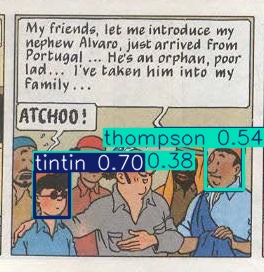 My friends, let me introduce my
nephew Alvaro, just arrived from
Portugal ... He's an orphan, poor
lad ... I've taken him into my
family ...
ATCHOO!
thompson 0.54
tintin 0.70
0.38